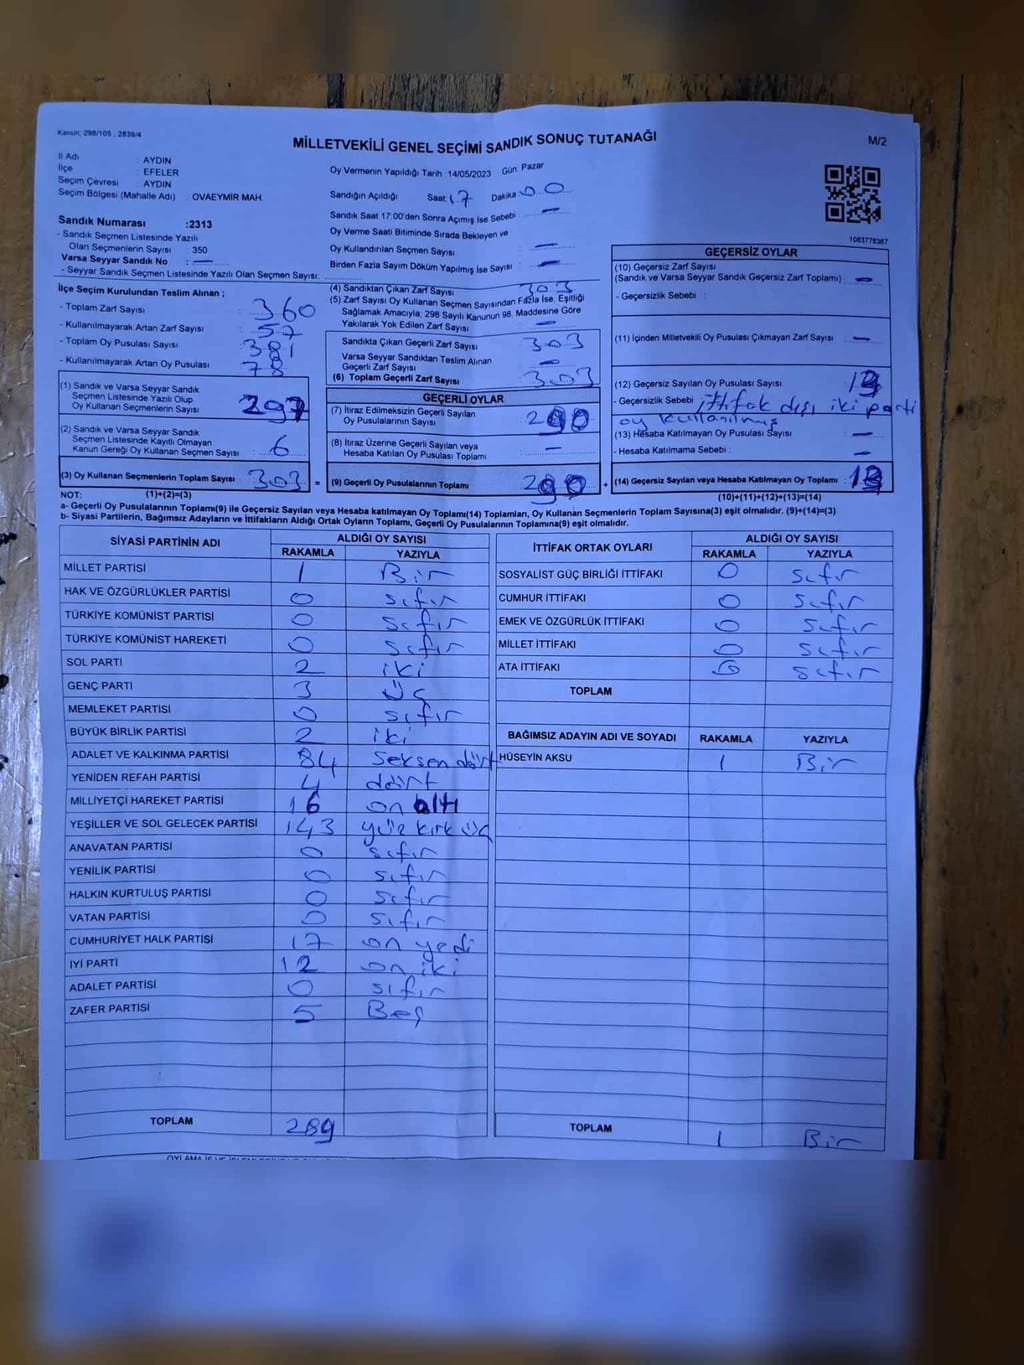 Kanun; 298/105 , 2839/4
MİLLETVEKİLİ GENEL SEÇİMİ SANDIK SONUÇ TUTANAĞI
M/2
İl Adı : AYDIN
İlçe EFELER
Seçim Çevresi : AYDIN
Seçim Bölgesi (Mahalle Adı) : OVAEYMİR MAH.
Sandık Numarası :2313
- Sandık Seçmen Listesinde Yazılı
Olan Seçmenlerin Sayısı : 350
Varsa Seyyar Sandık No : —
- Seyyar Sandık Seçmen Listesinde Yazılı Olan Seçmen Sayısı:
Oy Vermenin Yapıldığı Tarih : 14/05/2023 Gün Pazar
Sandığın Açıldığı Saat: 17 Dakika 00
Sandık Saat 17:00'den Sonra Açımış İse Sebebi : —
Oy Verme Saati Bitiminde Sırada Bekleyen ve
Oy Kullandırılan Seçmen Sayısı —
Birden Fazla Sayım Döküm Yapılmış İse Sayısı : —
1083778367
İlçe Seçim Kurulundan Teslim Alınan ;
- Toplam Zarf Sayısı : 360
- Kullanılmayarak Artan Zarf Sayısı : 57
- Toplam Oy Pusulası Sayısı : 381
- Kullanılmayarak Artan Oy Pusulası : 78
(1) Sandık ve Varsa Seyyar Sandık
Seçmen Listesinde Yazılı Olup
Oy Kullanan Seçmenlerin Sayısı 297
(2) Sandık ve Varsa Seyyar Sandık
Seçmen Listesinde Kayıtlı Olmayan
Kanun Gereği Oy Kullanan Seçmen Sayısı : 6
(3) Oy Kullanan Seçmenlerin Toplam Sayısı : 303 =
(4) Sandıktan Çıkan Zarf Sayısı : 303
(5) Zarf Sayısı Oy Kullanan Seçmen Sayısından Fazla İse, Eşitliği
Sağlamak Amacıyla; 298 Sayılı Kanunun 98. Maddesine Göre
Yakılarak Yok Edilen Zarf Sayısı : —
Sandıkta Çıkan Geçerli Zarf Sayısı : 303
Varsa Seyyar Sandıktan Teslim Alınan
Geçerli Zarf Sayısı : —
(6) Toplam Geçerli Zarf Sayısı : 303
GEÇERLİ OYLAR
(7) İtiraz Edilmeksizin Geçerli Sayılan
Oy Pusulalarının Sayısı : 290
(8) İtiraz Üzerine Geçerli Sayılan veya
Hesaba Katılan Oy Pusulası Toplamı : —
(9) Geçerli Oy Pusulalarının Toplamı : 290 +
GEÇERSİZ OYLAR
(10) Geçersiz Zarf Sayısı
(Sandık ve Varsa Seyyar Sandık Geçersiz Zarf Toplamı) : —
- Geçersizlik Sebebi :
(11) İçinden Milletvekili Oy Pusulası Çıkmayan Zarf Sayısı : —
(12) Geçersiz Sayılan Oy Pusulası Sayısı : 13
- Geçersizlik Sebebi : ittifak dışı iki parti
oy kullanılmış
(13) Hesaba Katılmayan Oy Pusulası Sayısı : —
- Hesaba Katılmama Sebebi : —
(14) Geçersiz Sayılan veya Hesaba Katılmayan Oy Toplamı : 13
(10)+(11)+(12)+(13)=(14)
NOT: (1)+(2)=(3)
a- Geçerli Oy Pusulalarının Toplamı(9) ile Geçersiz Sayılan veya Hesaba katılmayan Oy Toplamı(14) Toplamları, Oy Kullanan Seçmenlerin Toplam Sayısına(3) eşit olmalıdır. (9)+(14)=(3)
b- Siyasi Partilerin, Bağımsız Adayların ve İttifakların Aldığı Ortak Oyların Toplamı, Geçerli Oy Pusulalarının Toplamına(9) eşit olmalıdır.
SİYASİ PARTİNİN ADI ALDIĞI OY SAYISI
RAKAMLA YAZIYLA
MİLLET PARTİSİ 1 Bir
HAK VE ÖZGÜRLÜKLER PARTİSİ 0 sıfır
TÜRKİYE KOMÜNİST PARTİSİ 0 sıfır
TÜRKİYE KOMÜNİST HAREKETİ 0 sıfır
SOL PARTİ 2 iki
GENÇ PARTİ 3 üç
MEMLEKET PARTİSİ 0 sıfır
BÜYÜK BİRLİK PARTİSİ 2 iki
ADALET VE KALKINMA PARTİSİ 84 Seksen dört
YENİDEN REFAH PARTİSİ 4 dört
MİLLİYETÇİ HAREKET PARTİSİ 16 on altı
YEŞİLLER VE SOL GELECEK PARTİSİ 143 yüz kırk üç
ANAVATAN PARTİSİ 0 sıfır
YENİLİK PARTİSİ 0 sıfır
HALKIN KURTULUŞ PARTİSİ 0 sıfır
VATAN PARTİSİ 0 sıfır
CUMHURİYET HALK PARTİSİ 17 on yedi
İYİ PARTİ 12 on iki
ADALET PARTİSİ 0 sıfır
ZAFER PARTİSİ 5 Beş
TOPLAM 289
İTTİFAK ORTAK OYLARI ALDIĞI OY SAYISI
RAKAMLA YAZIYLA
SOSYALİST GÜÇ BİRLİĞİ İTTİFAKI 0 sıfır
CUMHUR İTTİFAKI 0 sıfır
EMEK VE ÖZGÜRLÜK İTTİFAKI 0 sıfır
MİLLET İTTİFAKI 0 sıfır
ATA İTTİFAKI 0 sıfır
TOPLAM
BAĞIMSIZ ADAYIN ADI VE SOYADI RAKAMLA YAZIYLA
HÜSEYİN AKSU 1 Bir
TOPLAM 1 Bir